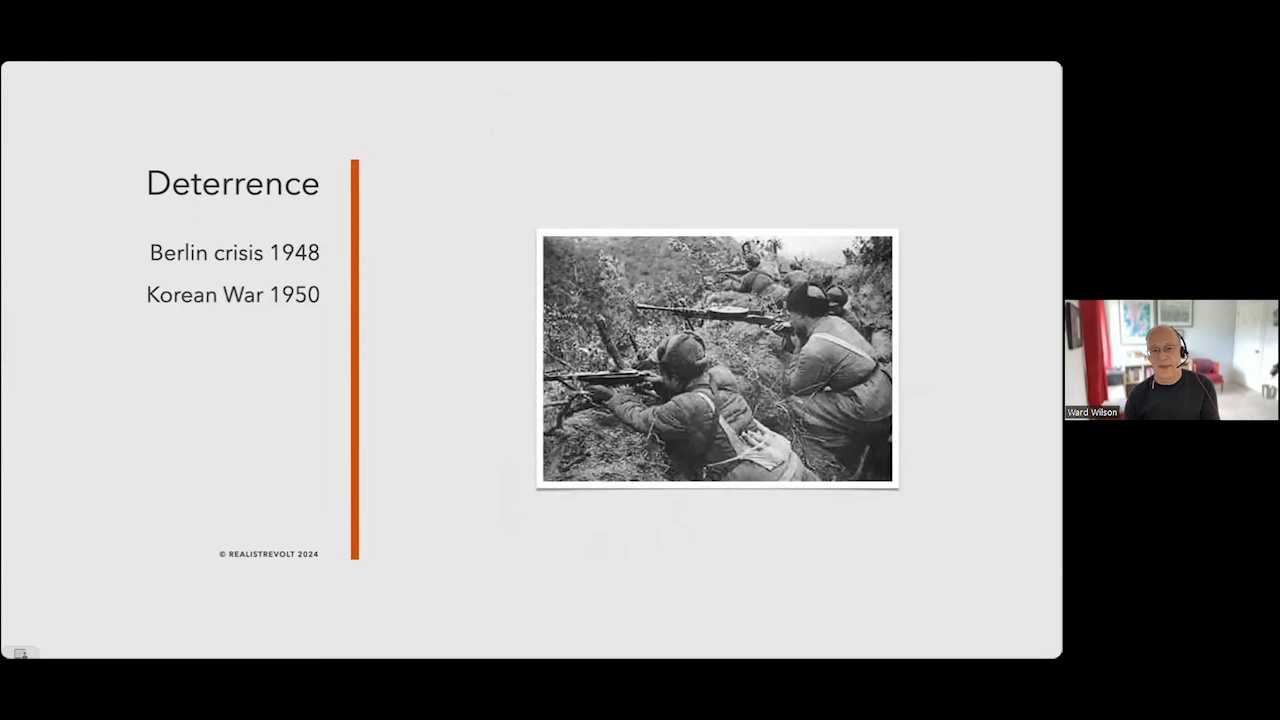 Deterrence
Berlin crisis 1948
Korean War 1950
© REALISTREVOLT 2024
Ward Wilson